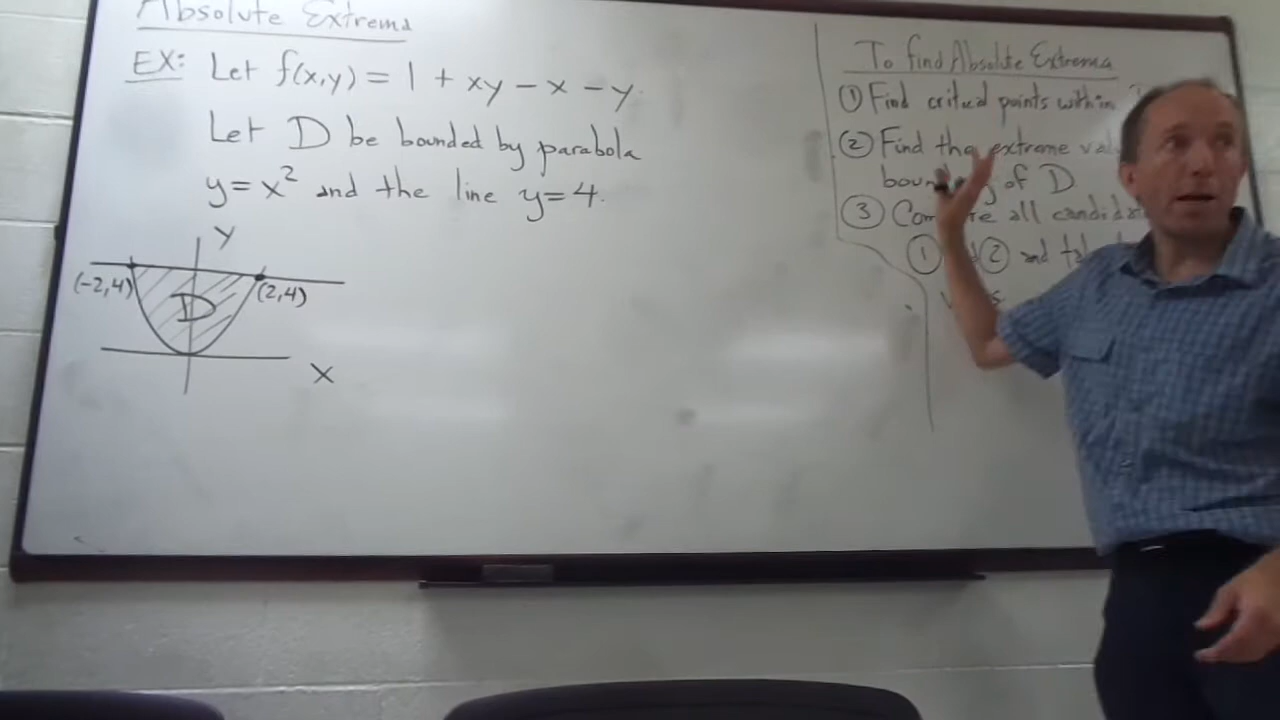 Absolute Extrema
EX: Let f(x,y) = 1 + xy - x - y.
Let D be bounded by parabola
y = x² and the line y = 4.
y
(-2,4)
D
(2,4)
x
To find Absolute Extrema
① Find critical points within
② Find the extreme
of D
③ all
① ② and